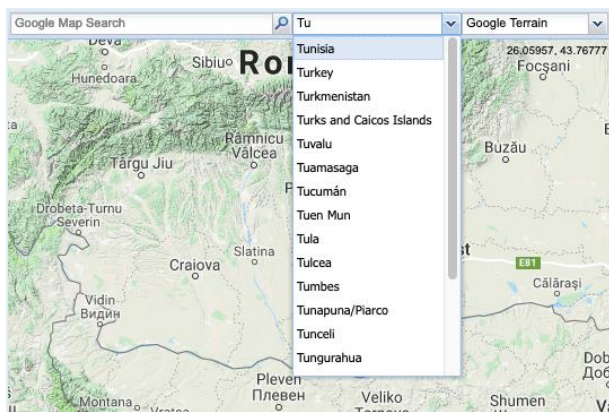 Google Map Search
Tu
Google Terrain
26.05957, 43.76777
Tunisia
Turkey
Turkmenistan
Turks and Caicos Islands
Tuvalu
Tuamasaga
Tucumán
Tuen Mun
Tula
Tulcea
Tumbes
Tunapuna/Piarco
Tunceli
Tungurahua
Deva
Hunedoara
Sibiu
Focșani
Râmnicu
Vâlcea
Târgu Jiu
Buzău
Drobeta-Turnu
Severin
Slatina
Craiova
E81
Călărași
Vidin
Видин
Pleven
Плевен
Montana
Veliko
Shumen
Шумен